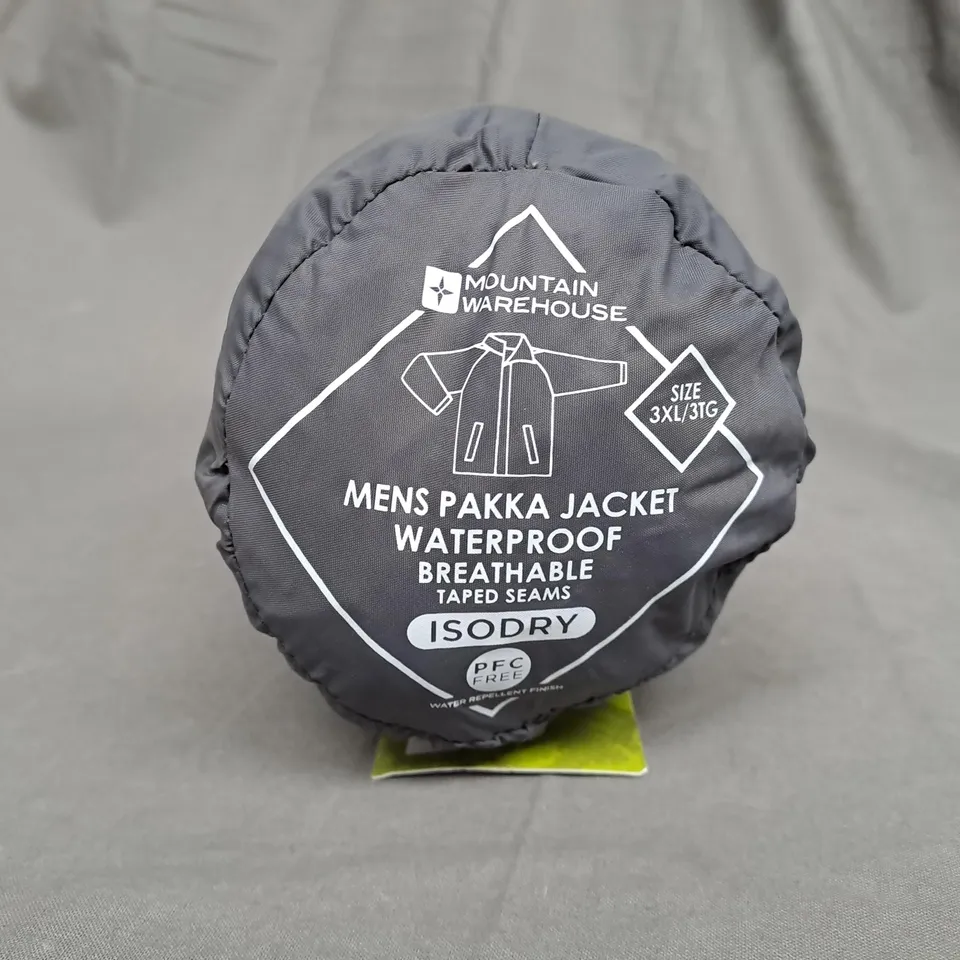 MOUNTAIN
WAREHOUSE
SIZE
3XL/3TG
MENS PAKKA JACKET
WATERPROOF
BREATHABLE
TAPED SEAMS
ISODRY
PFC
FREE
WATER REPELLENT FINISH